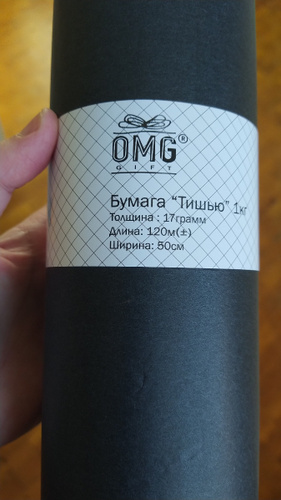 OMG®
GIFT
Бумага “Тишью” 1кг
Толщина : 17грамм
Длина: 120м(±)
Ширина: 50см